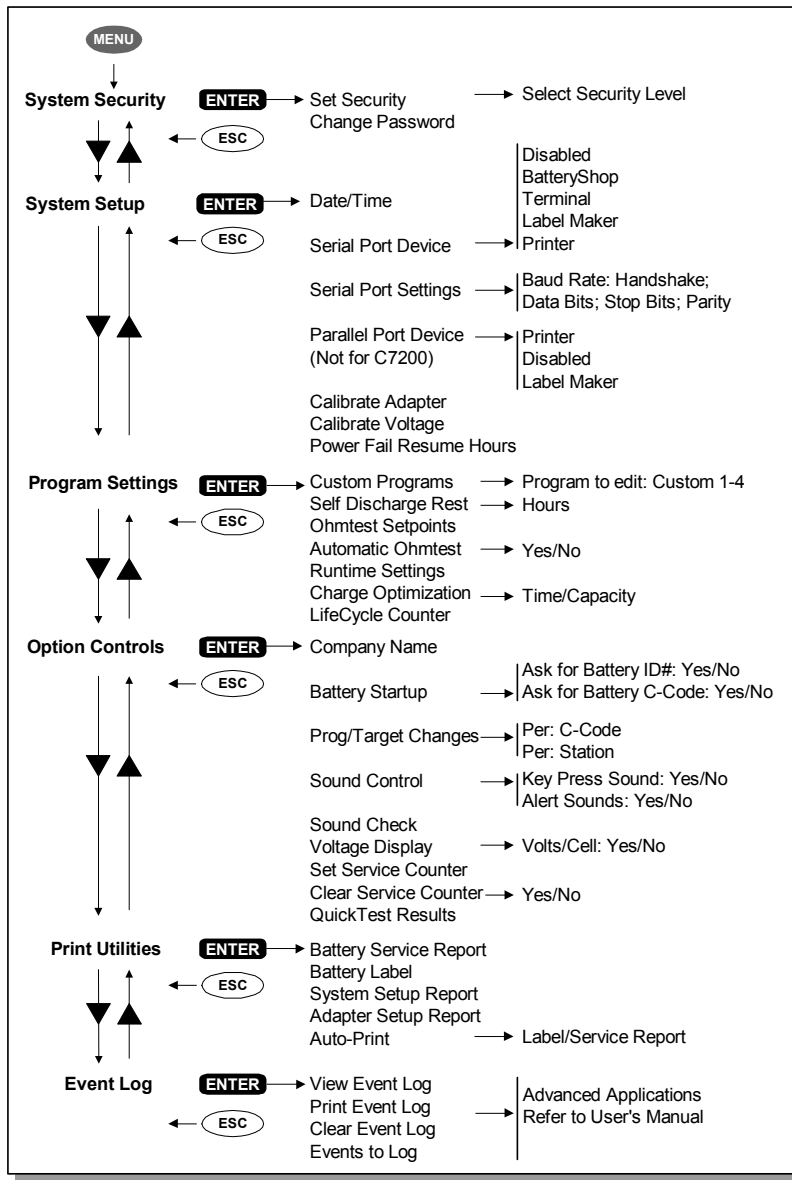 MENU
System Security ENTER Set Security Select Security Level
Change Password
ESC
Disabled
BatteryShop
Terminal
Label Maker
Printer
System Setup ENTER Date/Time
ESC
Serial Port Device
Serial Port Settings Baud Rate: Handshake;
Data Bits; Stop Bits; Parity
Parallel Port Device Printer
(Not for C7200) Disabled
Label Maker
Calibrate Adapter
Calibrate Voltage
Power Fail Resume Hours
Program Settings ENTER Custom Programs Program to edit: Custom 1-4
Self Discharge Rest Hours
ESC
Ohmtest Setpoints
Automatic Ohmtest Yes/No
Runtime Settings
Charge Optimization Time/Capacity
LifeCycle Counter
Option Controls ENTER Company Name
ESC
Ask for Battery ID#: Yes/No
Battery Startup Ask for Battery C-Code: Yes/No
Prog/Target Changes Per: C-Code
Per: Station
Sound Control Key Press Sound: Yes/No
Alert Sounds: Yes/No
Sound Check
Voltage Display Volts/Cell: Yes/No
Set Service Counter
Clear Service Counter Yes/No
QuickTest Results
Print Utilities ENTER Battery Service Report
Battery Label
ESC
System Setup Report
Adapter Setup Report
Auto-Print Label/Service Report
Event Log ENTER View Event Log
Print Event Log
ESC
Clear Event Log
Events to Log
Advanced Applications
Refer to User's Manual